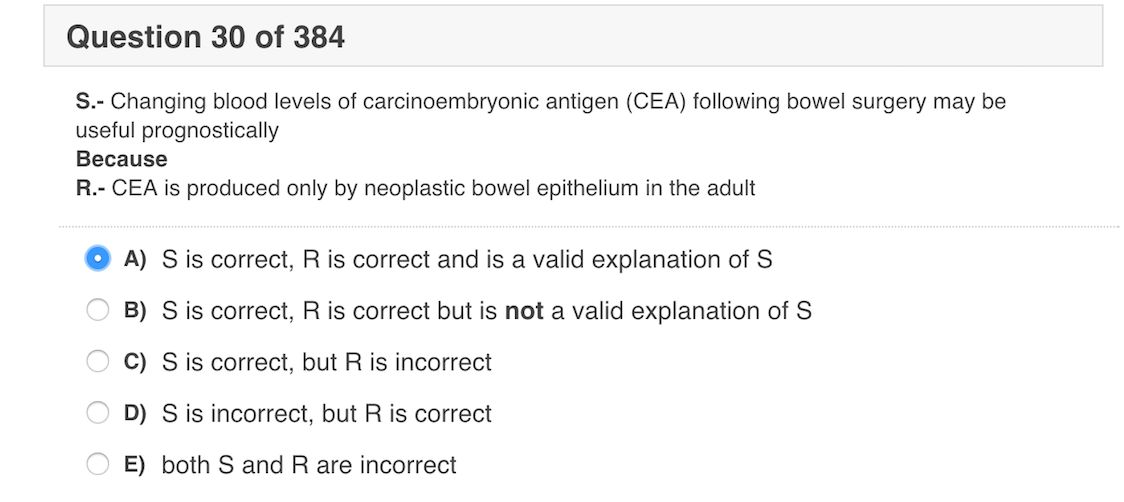 Question 30 of 384
S.- Changing blood levels of carcinoembryonic antigen (CEA) following bowel surgery may be
useful prognostically
Because
R.- CEA is produced only by neoplastic bowel epithelium in the adult
A) S is correct, R is correct and is a valid explanation of S
B) S is correct, R is correct but is not a valid explanation of S
C) S is correct, but R is incorrect
D) S is incorrect, but R is correct
E) both S and R are incorrect